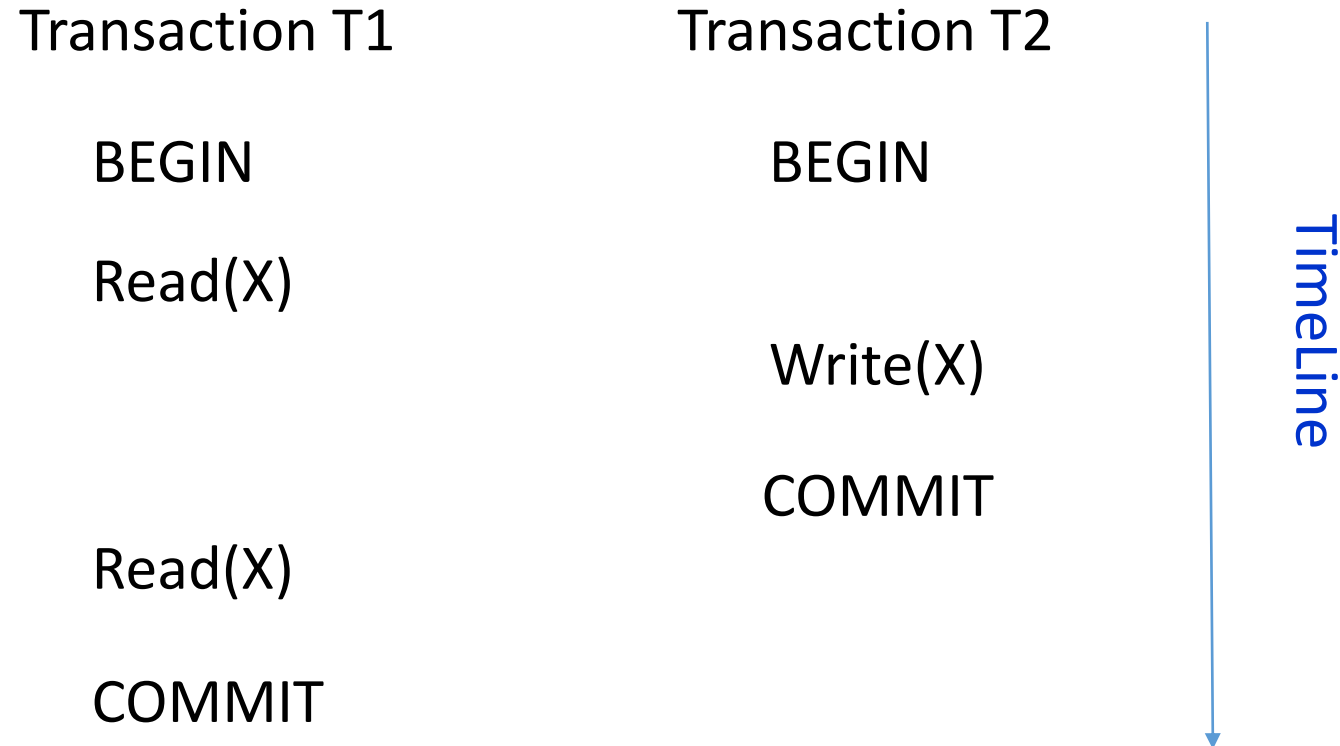 Transaction T1 Transaction T2
BEGIN BEGIN
Read(X)
Write(X)
COMMIT
Read(X)
COMMIT
TimeLine